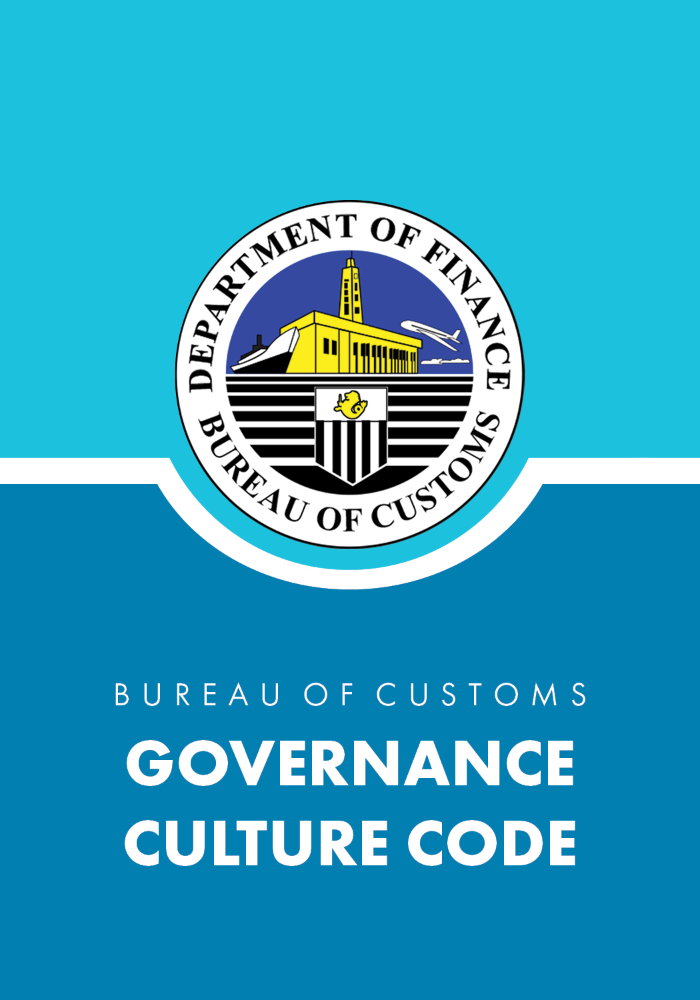 DEPARTMENT OF FINANCE
BUREAU OF CUSTOMS
BUREAU OF CUSTOMS
GOVERNANCE
CULTURE CODE